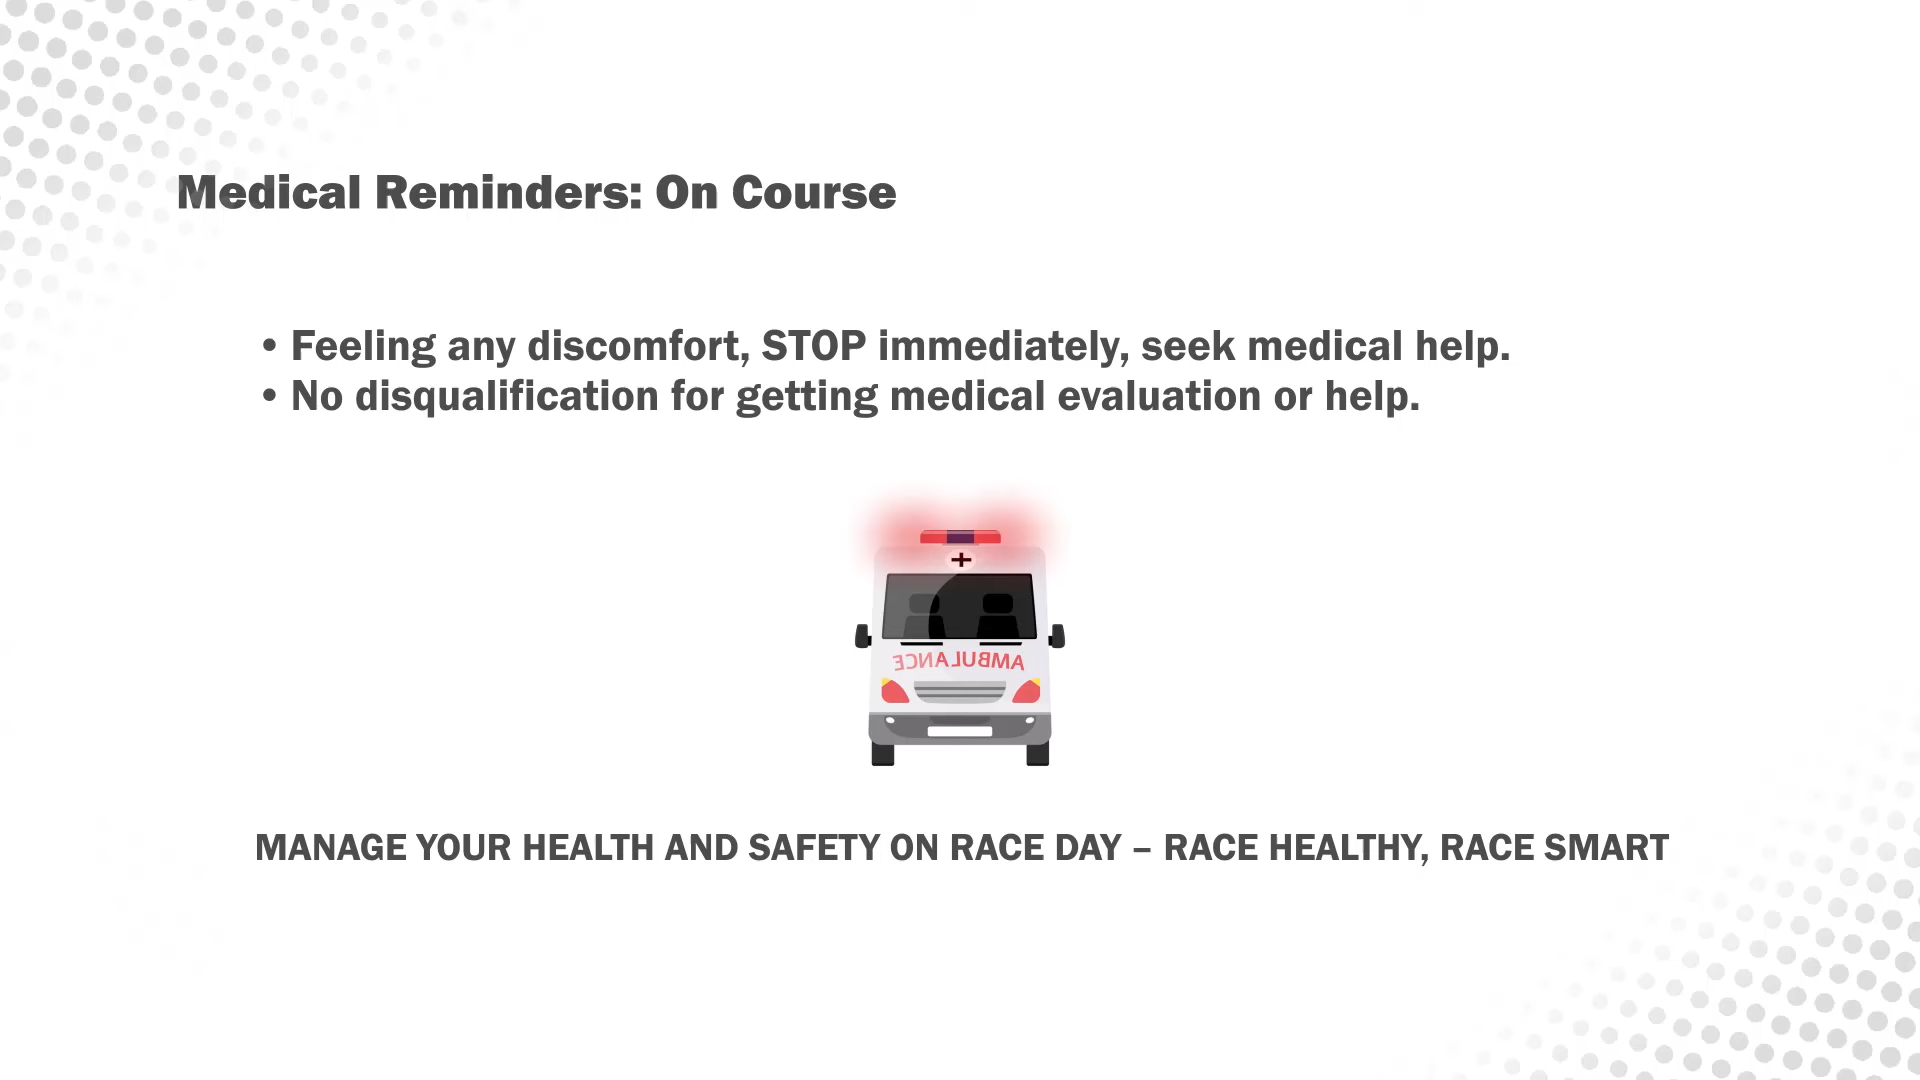 Medical Reminders: On Course
• Feeling any discomfort, STOP immediately, seek medical help.
• No disqualification for getting medical evaluation or help.
AMBULANCE
MANAGE YOUR HEALTH AND SAFETY ON RACE DAY – RACE HEALTHY, RACE SMART